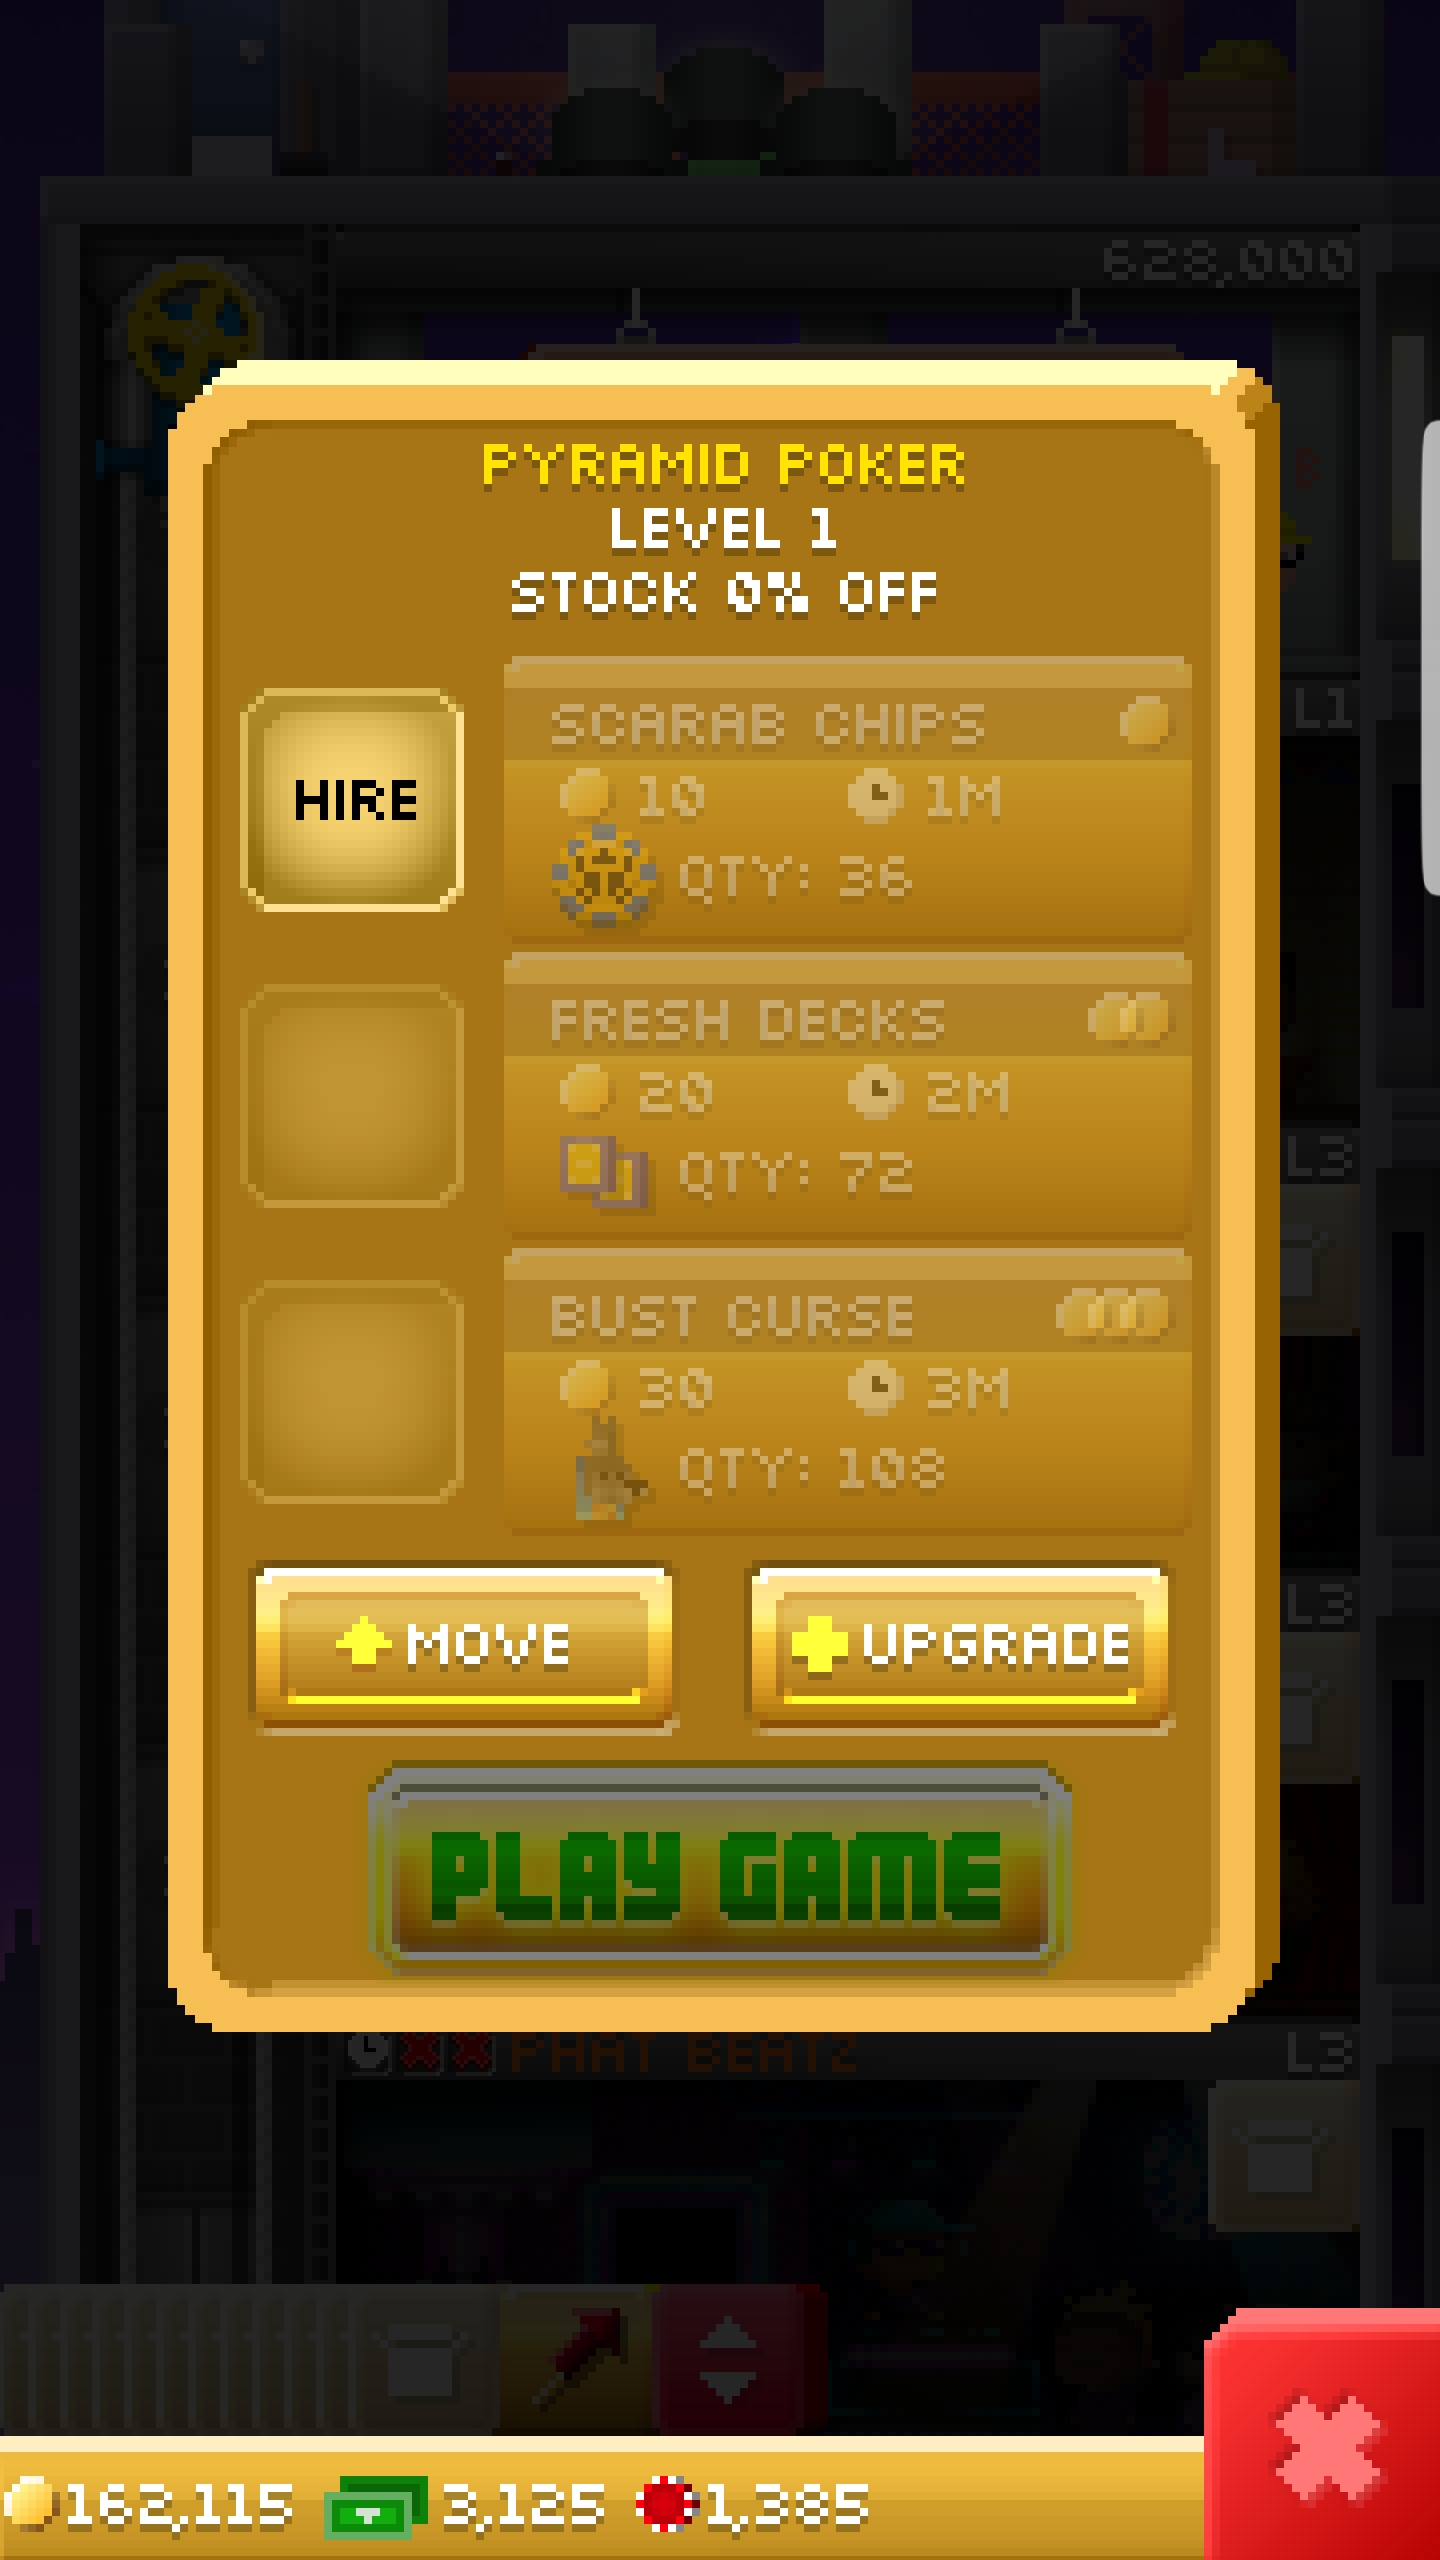 628,000
PYRAMID POKER
LEVEL 1
STOCK 0% OFF
B
L1
HIRE
SCARAB CHIPS
10 1M
QTY: 36
FRESH DECKS
20 2M
QTY: 72
L3
BUST CURSE
30 3M
QTY: 108
MOVE
UPGRADE
L3
PLAY GAME
PHAT BEATZ L3
162,115 3,125 1,385